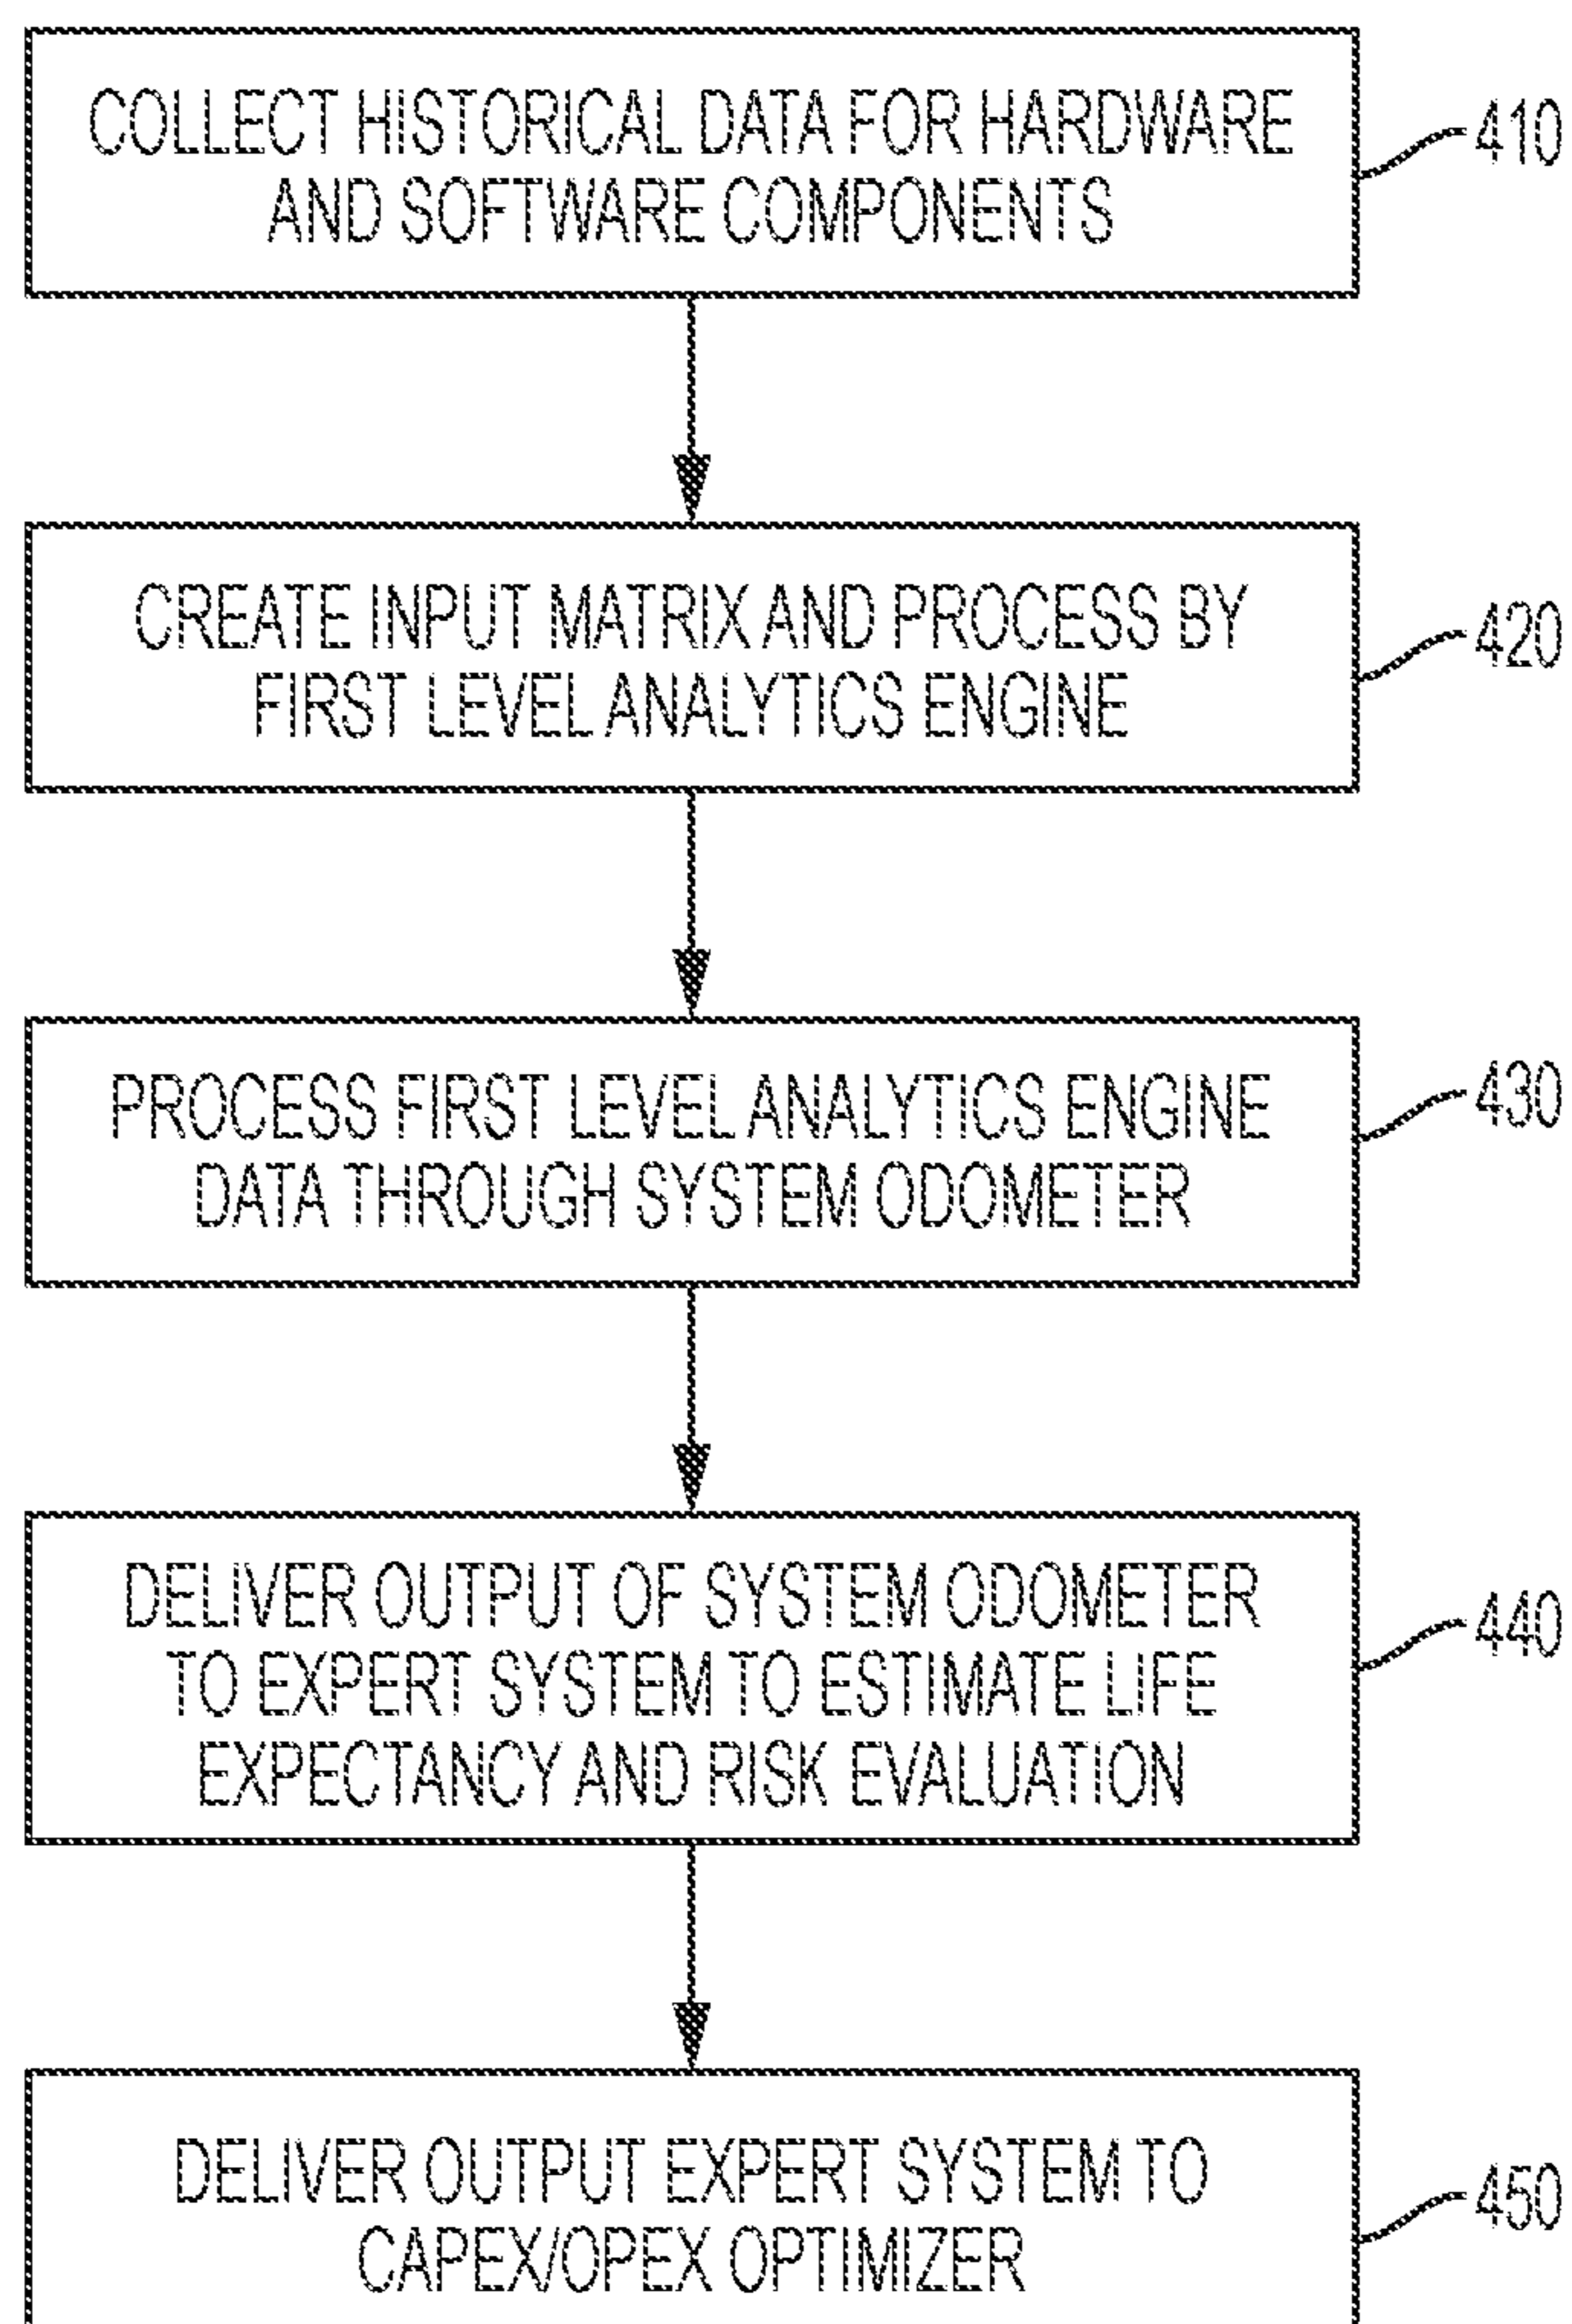 COLLECT HISTORICAL DATA FOR HARDWARE
AND SOFTWARE COMPONENTS
410
CREATE INPUT MATRIX AND PROCESS BY
FIRST LEVEL ANALYTICS ENGINE
420
PROCESS FIRST LEVEL ANALYTICS ENGINE
DATA THROUGH SYSTEM ODOMETER
430
DELIVER OUTPUT OF SYSTEM ODOMETER
TO EXPERT SYSTEM TO ESTIMATE LIFE
EXPECTANCY AND RISK EVALUATION
440
DELIVER OUTPUT EXPERT SYSTEM TO
CAPEX/OPEX OPTIMIZER
450